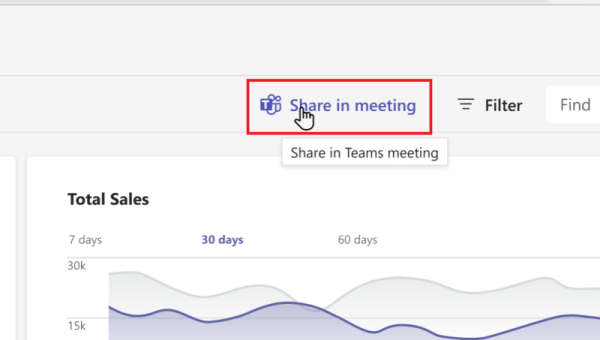 Share in meeting
Filter
Find
Share in Teams meeting
Total Sales
7 days
30 days
60 days
30k
15k